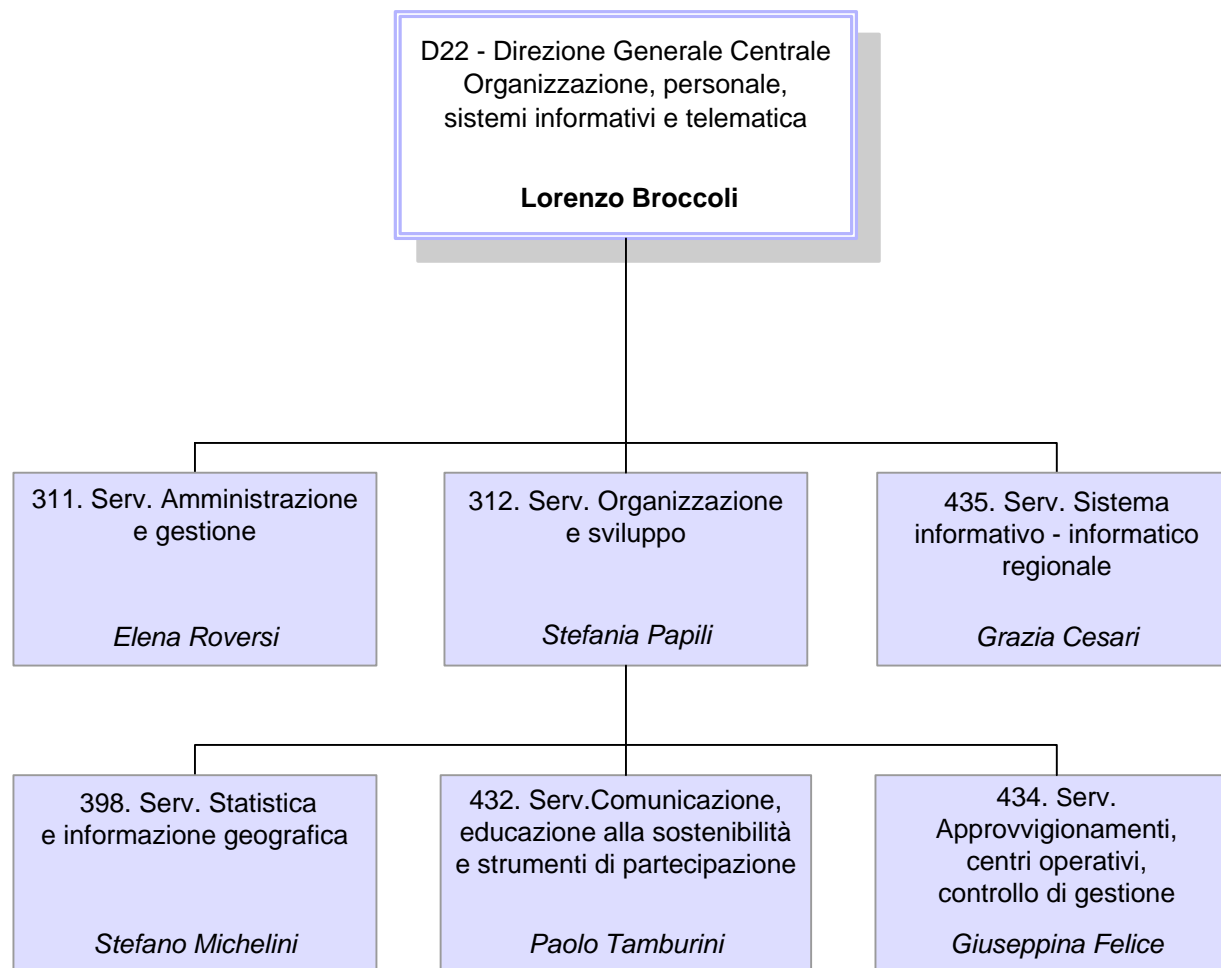 D22 - Direzione Generale Centrale
Organizzazione, personale,
sistemi informativi e telematica
Lorenzo Broccoli
311. Serv. Amministrazione
e gestione
Elena Roversi
312. Serv. Organizzazione
e sviluppo
Stefania Papili
435. Serv. Sistema
informativo - informatico
regionale
Grazia Cesari
398. Serv. Statistica
e informazione geografica
Stefano Michelini
432. Serv.Comunicazione,
educazione alla sostenibilità
e strumenti di partecipazione
Paolo Tamburini
434. Serv.
Approvvigionamenti,
centri operativi,
controllo di gestione
Giuseppina Felice